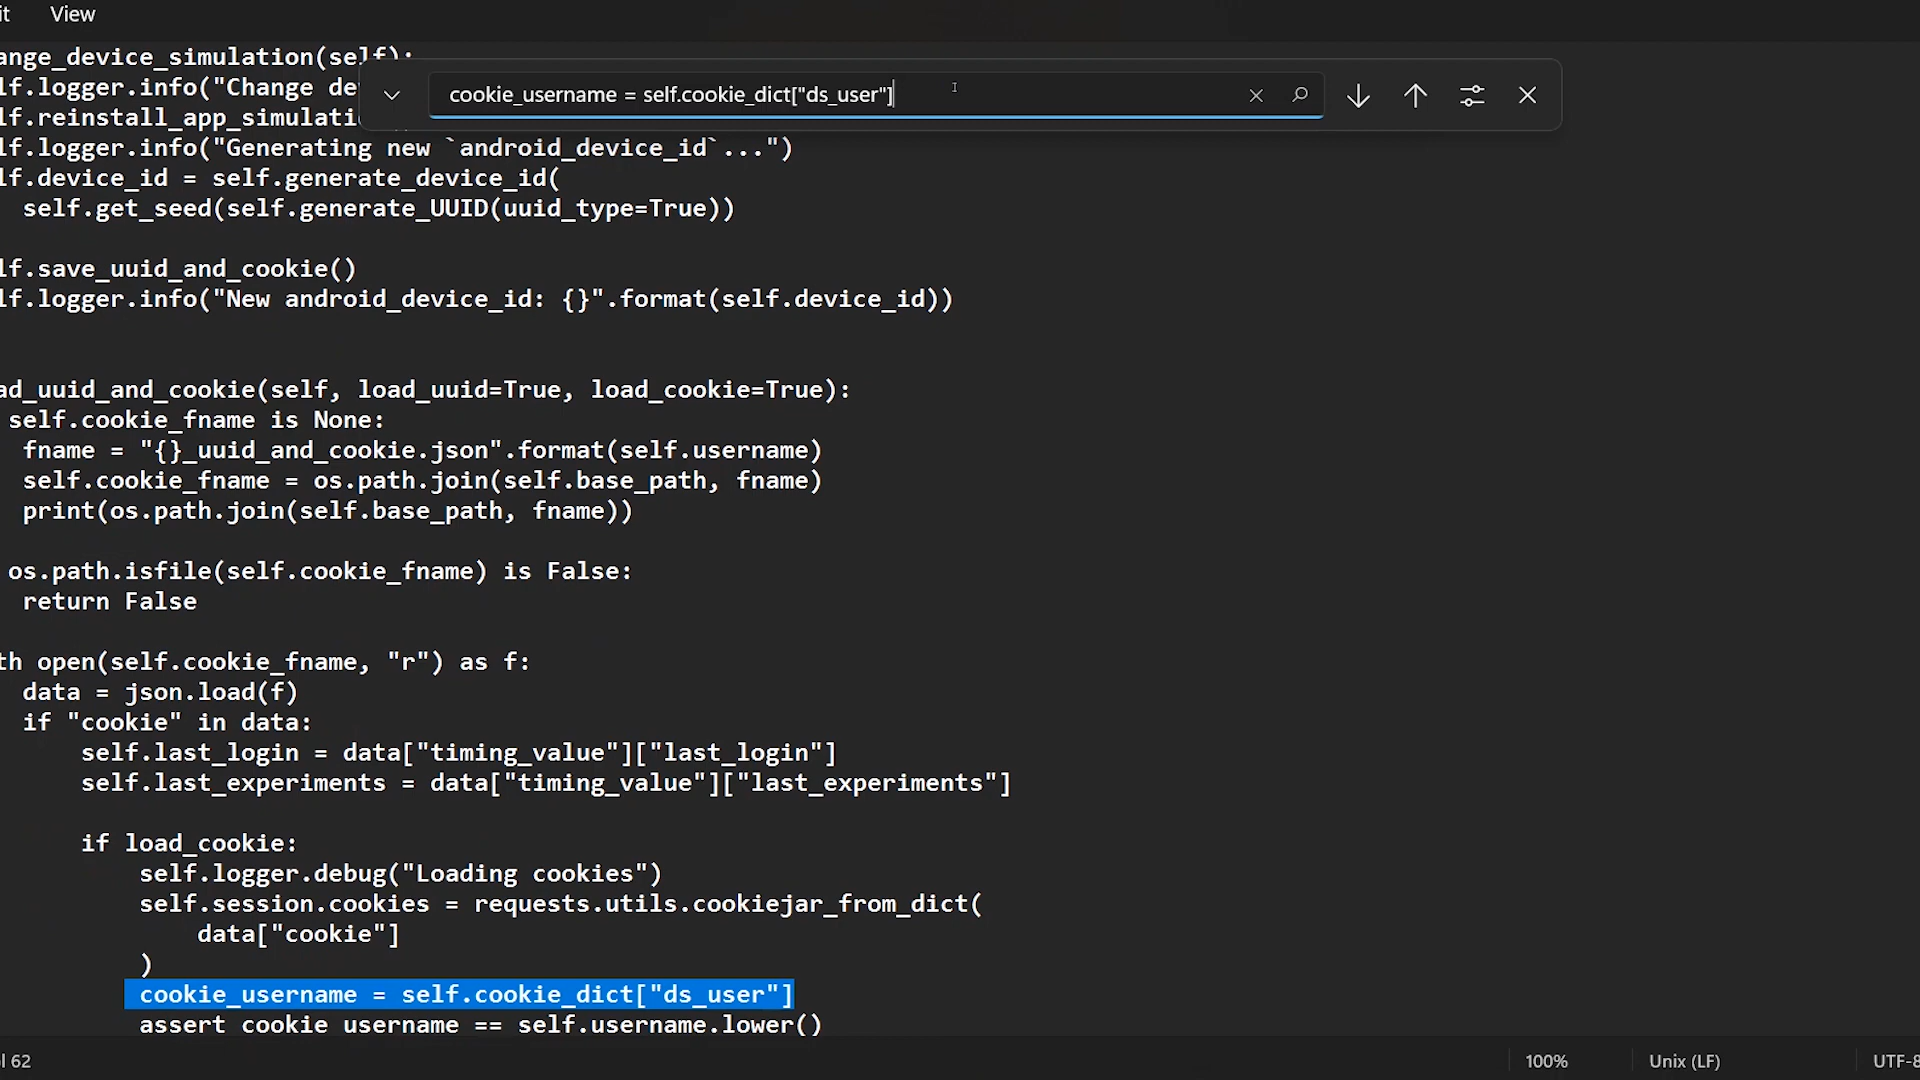 it View
ange_device_simulation(self):
lf.logger.info("Change de
cookie_username = self.cookie_dict["ds_user"]
lf.reinstall_app_simulati
lf.logger.info("Generating new `android_device_id`...")
lf.device_id = self.generate_device_id(
self.get_seed(self.generate_UUID(uuid_type=True))
lf.save_uuid_and_cookie()
lf.logger.info("New android_device_id: {}".format(self.device_id))
ad_uuid_and_cookie(self, load_uuid=True, load_cookie=True):
self.cookie_fname is None:
fname = "{}_uuid_and_cookie.json".format(self.username)
self.cookie_fname = os.path.join(self.base_path, fname)
print(os.path.join(self.base_path, fname))
os.path.isfile(self.cookie_fname) is False:
return False
th open(self.cookie_fname, "r") as f:
data = json.load(f)
if "cookie" in data:
self.last_login = data["timing_value"]["last_login"]
self.last_experiments = data["timing_value"]["last_experiments"]
if load_cookie:
self.logger.debug("Loading cookies")
self.session.cookies = requests.utils.cookiejar_from_dict(
data["cookie"]
)
cookie_username = self.cookie_dict["ds_user"]
assert cookie_username == self.username.lower()
l 62 100% Unix (LF) UTF-8